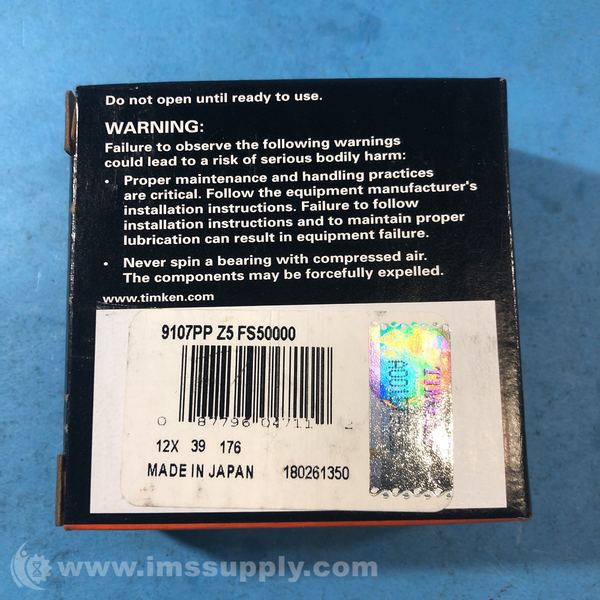 Do not open until ready to use.
WARNING:
Failure to observe the following warnings
could lead to a risk of serious bodily harm:
• Proper maintenance and handling practices
are critical. Follow the equipment manufacturer's
installation instructions. Failure to follow
installation instructions and to maintain proper
lubrication can result in equipment failure.
• Never spin a bearing with compressed air.
The components may be forcefully expelled.
www.timken.com
9107PP Z5 FS50000
0 87796 04711 2
12X 39 176
MADE IN JAPAN 180261350
www.imssupply.com